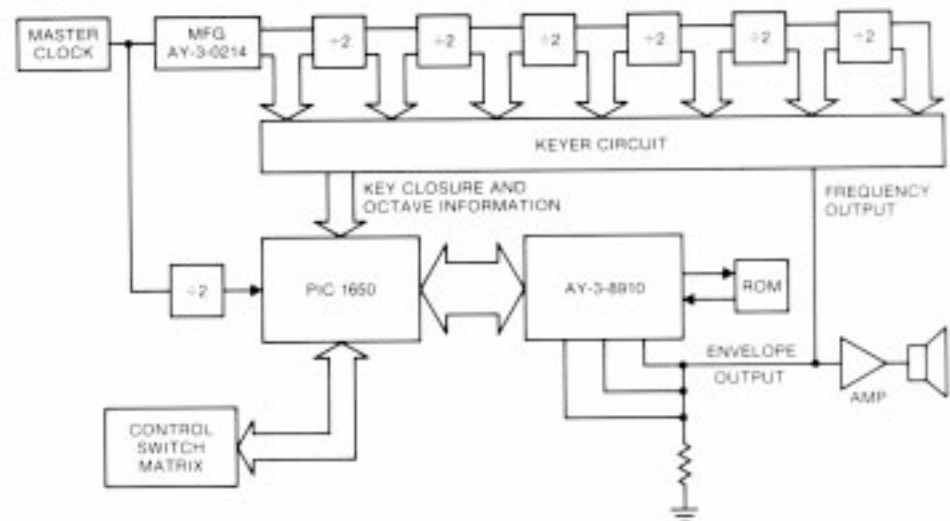 MASTER
CLOCK
MFG
AY-3-0214
÷2
÷2
÷2
÷2
÷2
÷2
KEYER CIRCUIT
KEY CLOSURE AND
OCTAVE INFORMATION
FREQUENCY
OUTPUT
÷2
PIC 1650
AY-3-8910
ROM
ENVELOPE
OUTPUT
AMP
CONTROL
SWITCH
MATRIX